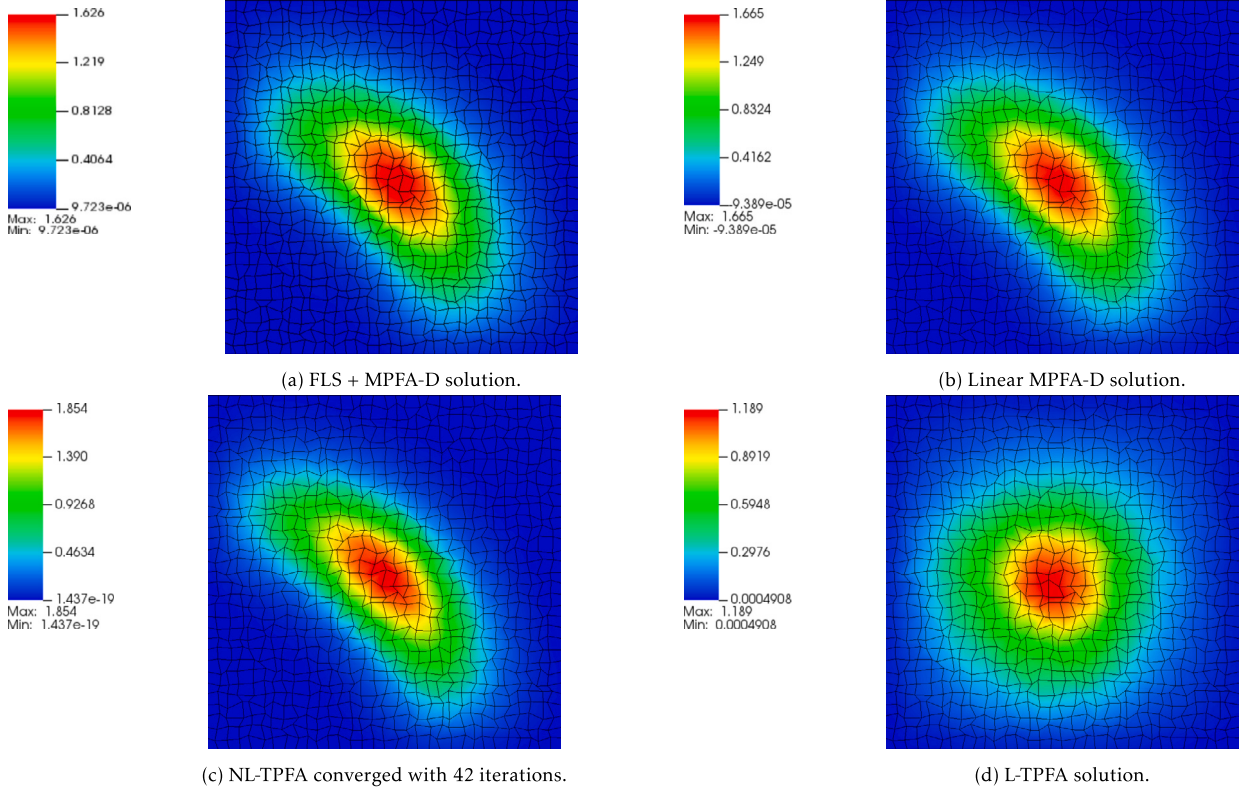 1.626
1.219
0.8128
0.4064
9.723e-06
Max: 1.626
Min: 9.723e-06
(a) FLS + MPFA-D solution.
1.665
1.249
0.8324
0.4162
-9.389e-05
Max: 1.665
Min: -9.389e-05
(b) Linear MPFA-D solution.
1.854
1.390
0.9268
0.4634
1.437e-19
Max: 1.854
Min: 1.437e-19
(c) NL-TPFA converged with 42 iterations.
1.189
0.8919
0.5948
0.2976
0.0004908
Max: 1.189
Min: 0.0004908
(d) L-TPFA solution.